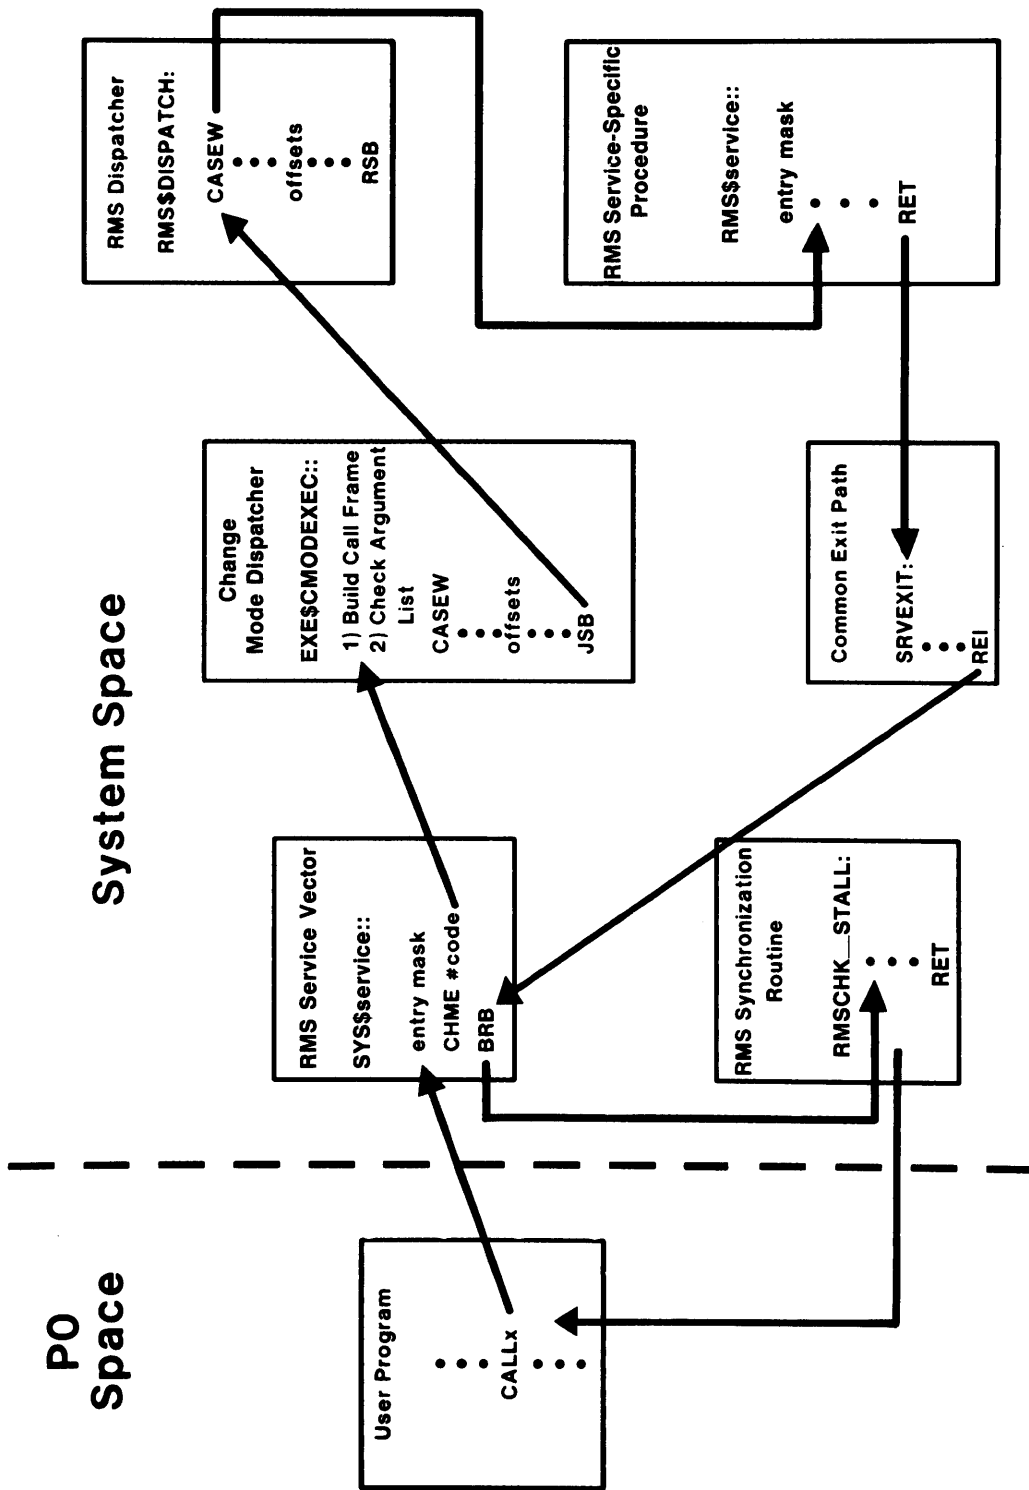 PO
Space
System Space
User Program
CALLx
RMS Service Vector
SYS$service::
entry mask
CHME #code
BRB
Change
Mode Dispatcher
EXE$CMODEXEC::
1) Build Call Frame
2) Check Argument
List
CASEW
offsets
JSB
RMS Dispatcher
RMS$DISPATCH:
CASEW
offsets
RSB
RMS Synchronization
Routine
RMSCHK_STALL:
RET
Common Exit Path
SRVEXIT:
REI
RMS Service-Specific
Procedure
RMS$service::
entry mask
RET